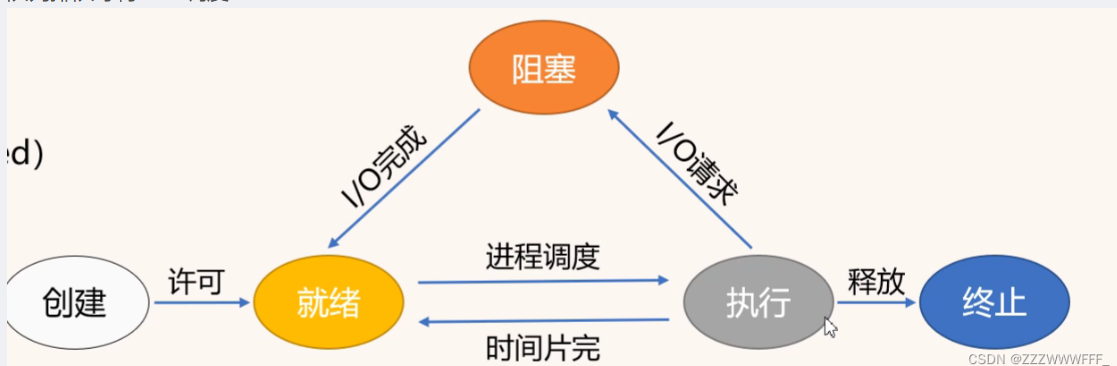 阻塞
ed)
I/O完成
I/O请求
进程调度
创建
许可
就绪
执行
释放
终止
时间片完
CSDN @ZZZWWWFFF_